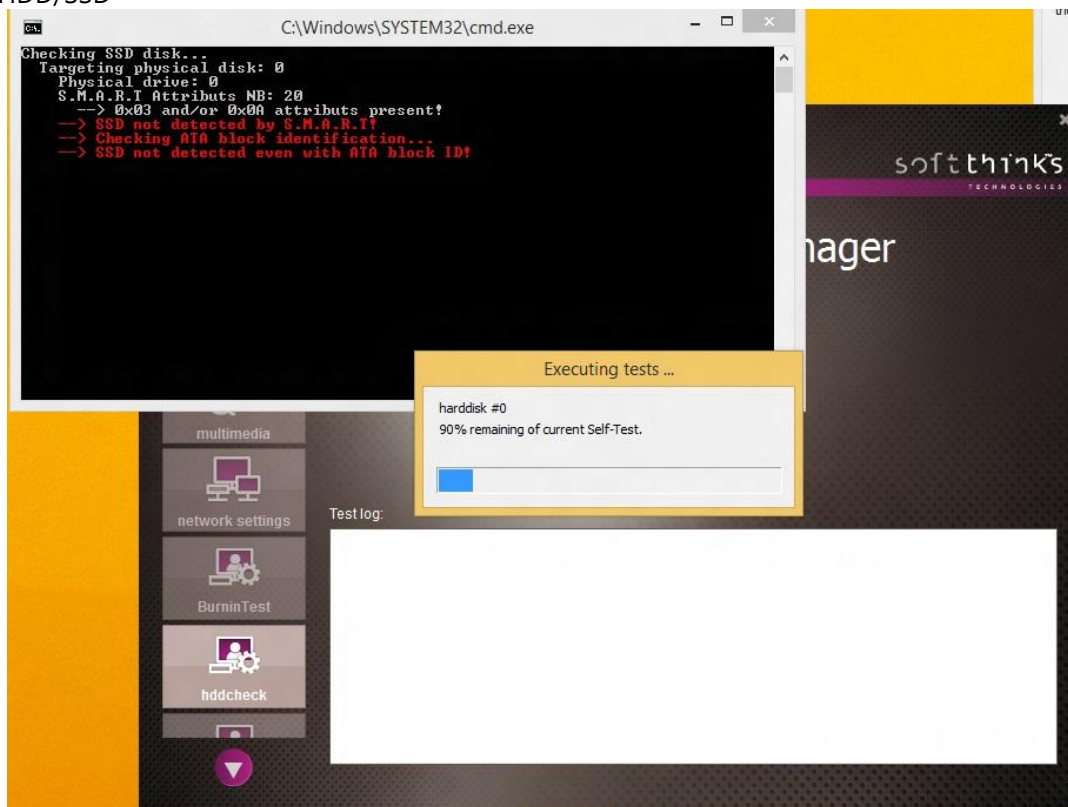 HDD/SSD
C:\Windows\SYSTEM32\cmd.exe
Checking SSD disk...
Targeting physical disk: 0
Physical drive: 0
S.M.A.R.T Attributs NB: 20
--> 0x03 and/or 0x0A attributs present!
--> SSD not detected by S.M.A.R.T!
--> Checking ATA block identification...
--> SSD not detected even with ATA block ID!
softthinks
TECHNOLOGIES
nager
Executing tests ...
harddisk #0
90% remaining of current Self-Test.
multimedia
network settings
Test log:
BurninTest
hddcheck